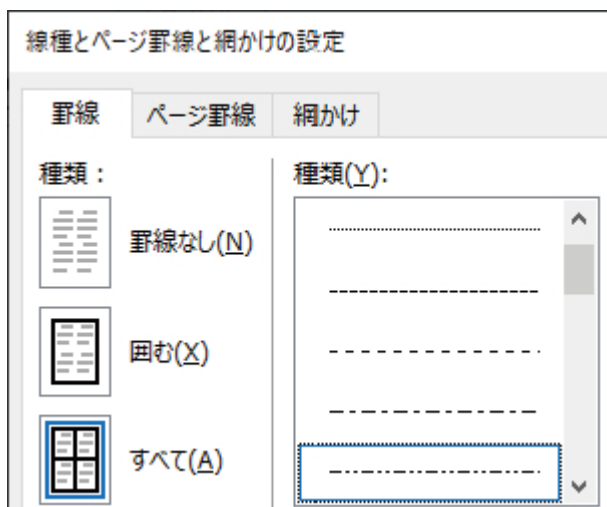 線種とページ罫線と網かけの設定
罫線 ページ罫線 網かけ
種類：
種類(Y):
罫線なし(N)
囲む(X)
すべて(A)